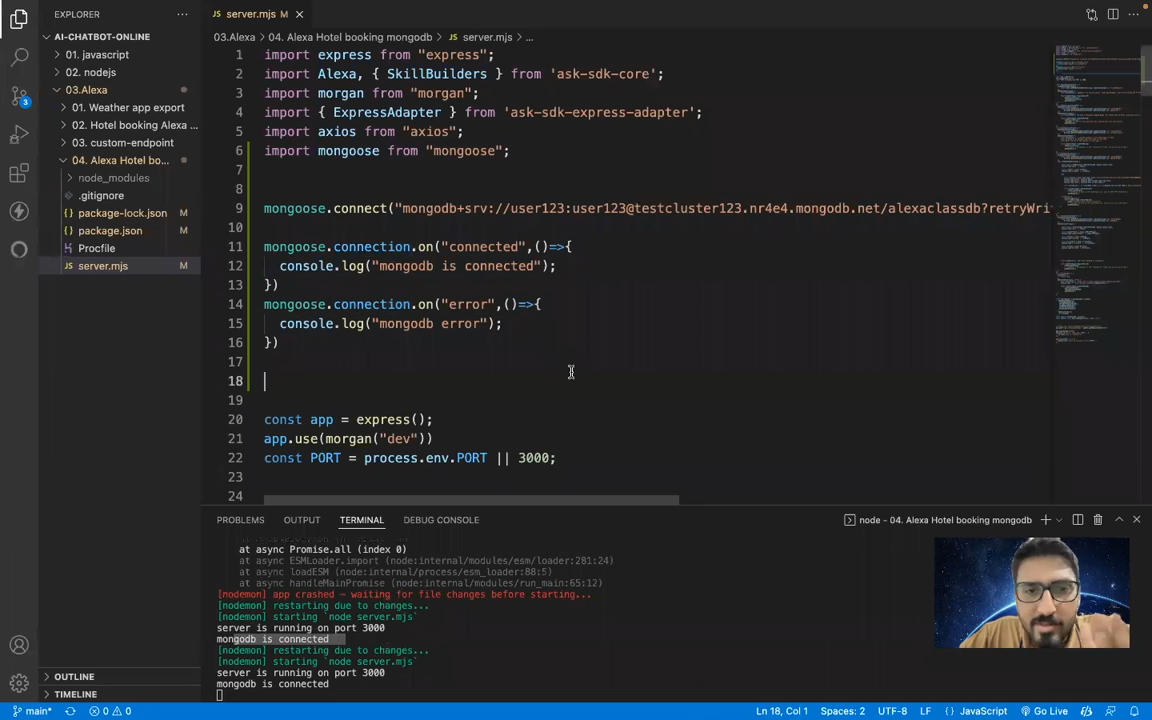 EXPLORER
···
AI-CHATBOT-ONLINE
01. javascript
02. nodejs
03.Alexa
01. Weather app export
02. Hotel booking Alexa ...
03. custom-endpoint
04. Alexa Hotel bo...
node_modules
.gitignore
package-lock.json M
package.json M
Procfile
server.mjs M
OUTLINE
TIMELINE
server.mjs M
03.Alexa > 04. Alexa Hotel booking mongodb > server.mjs > ...
1 import express from "express";
2 import Alexa, { SkillBuilders } from 'ask-sdk-core';
3 import morgan from "morgan";
4 import { ExpressAdapter } from 'ask-sdk-express-adapter';
5 import axios from "axios";
6 import mongoose from "mongoose";
7
8
9 mongoose.connect("mongodb+srv://user123:user123@testcluster123.nr4e4.mongodb.net/alexaclassdb?retryWri
10
11 mongoose.connection.on("connected",()=>{
12 console.log("mongodb is connected");
13 })
14 mongoose.connection.on("error",()=>{
15 console.log("mongodb error");
16 })
17
18
19
20 const app = express();
21 app.use(morgan("dev"))
22 const PORT = process.env.PORT || 3000;
23
24
PROBLEMS OUTPUT TERMINAL DEBUG CONSOLE
node - 04. Alexa Hotel booking mongodb
at async Promise.all (index 0)
at async ESMLoader.import (node:internal/modules/esm/loader:281:24)
at async loadESM (node:internal/process/esm_loader:88:5)
at async handleMainPromise (node:internal/modules/run_main:65:12)
[nodemon] app crashed - waiting for file changes before starting...
[nodemon] restarting due to changes...
[nodemon] starting `node server.mjs`
server is running on port 3000
mongodb is connected
[nodemon] restarting due to changes...
[nodemon] starting `node server.mjs`
server is running on port 3000
mongodb is connected
3
main* 0 0
Ln 18, Col 1 Spaces: 2 UTF-8 LF {} JavaScript Go Live